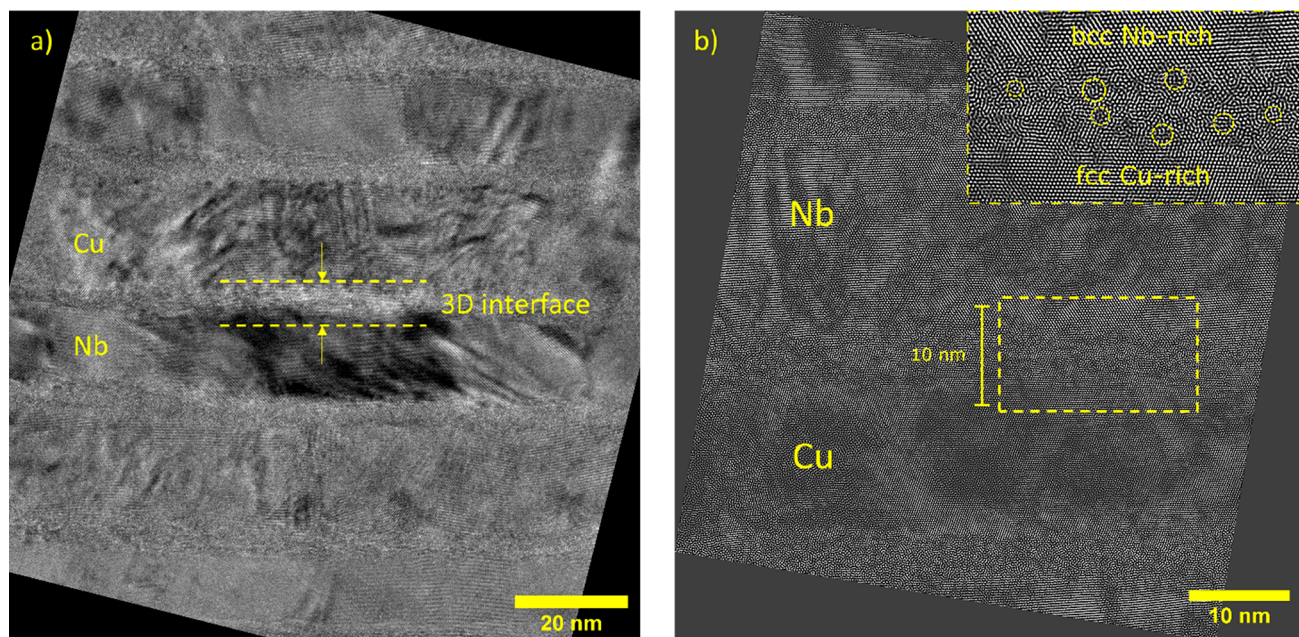 a)
Cu
3D interface
Nb
20 nm
b)
bcc Nb-rich
fcc Cu-rich
Nb
10 nm
Cu
10 nm